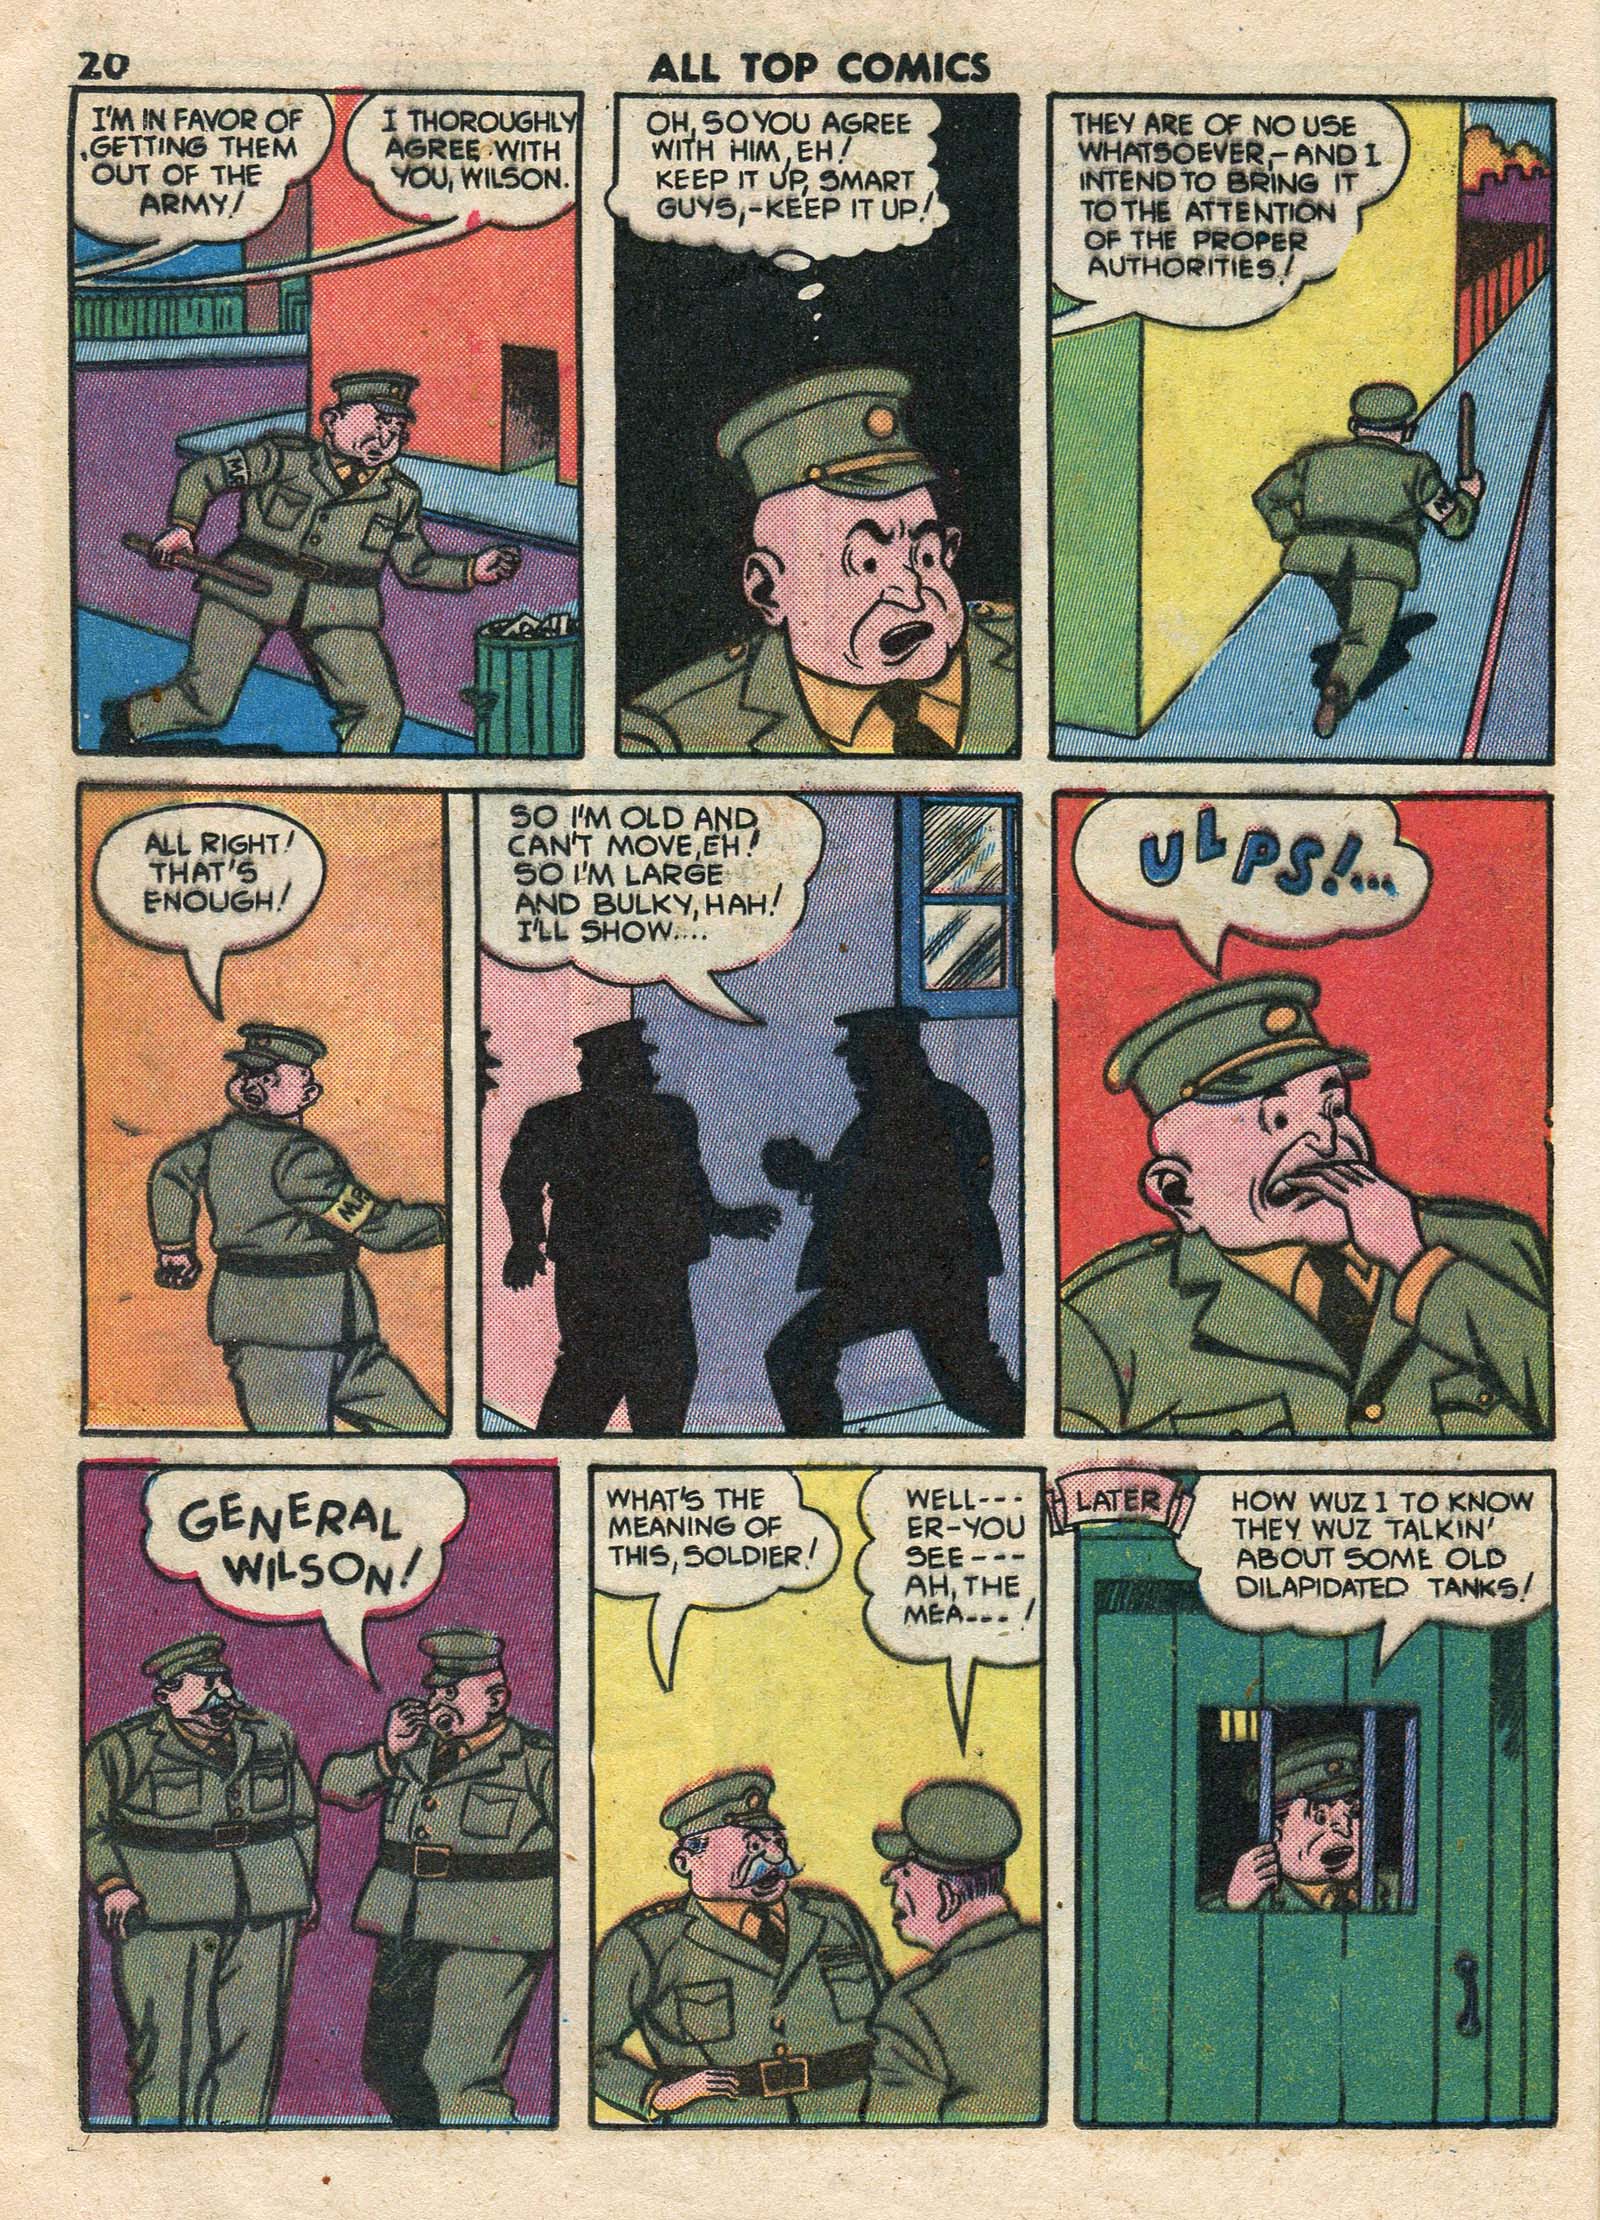 20
ALL TOP COMICS
I'M IN FAVOR OF
GETTING THEM
OUT OF THE
ARMY!
I THOROUGHLY
AGREE WITH
YOU, WILSON.
M.P.
OH, SO YOU AGREE
WITH HIM, EH!
KEEP IT UP, SMART
GUYS,-KEEP IT UP!
THEY ARE OF NO USE
WHATSOEVER,-AND I
INTEND TO BRING IT
TO THE ATTENTION
OF THE PROPER
AUTHORITIES!
ALL RIGHT!
THAT'S
ENOUGH!
M.P.
SO I'M OLD AND
CAN'T MOVE, EH!
SO I'M LARGE
AND BULKY, HAH!
I'LL SHOW....
ULPS!...
GENERAL
WILSON!
WHAT'S THE
MEANING OF
THIS, SOLDIER!
WELL---
ER-YOU
SEE---
AH, THE
MEA---!
LATER
HOW WUZ I TO KNOW
THEY WUZ TALKIN'
ABOUT SOME OLD
DILAPIDATED TANKS!